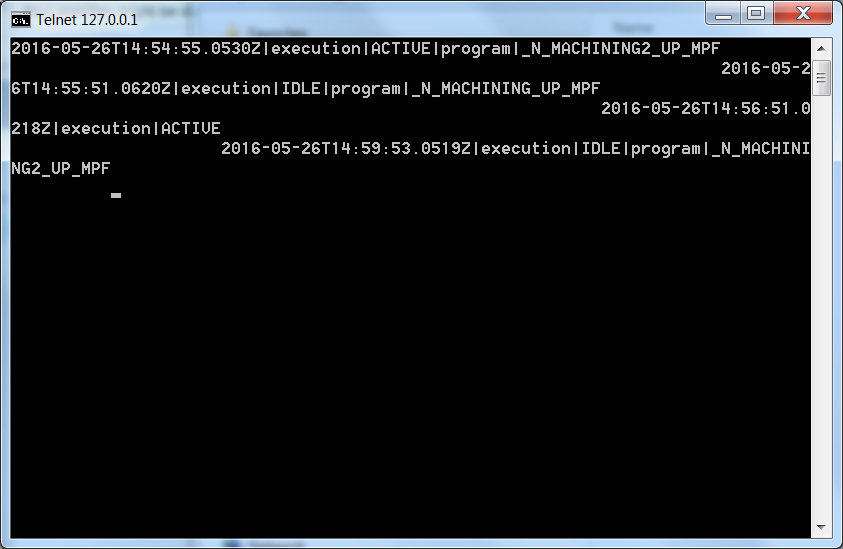 Telnet 127.0.0.1
2016-05-26T14:54:55.0530Z|execution|ACTIVE|program|_N_MACHINING2_UP_MPF
2016-05-2
6T14:55:51.0620Z|execution|IDLE|program|_N_MACHINING_UP_MPF
2016-05-26T14:56:51.0
218Z|execution|ACTIVE
2016-05-26T14:59:53.0519Z|execution|IDLE|program|_N_MACHINI
NG2_UP_MPF